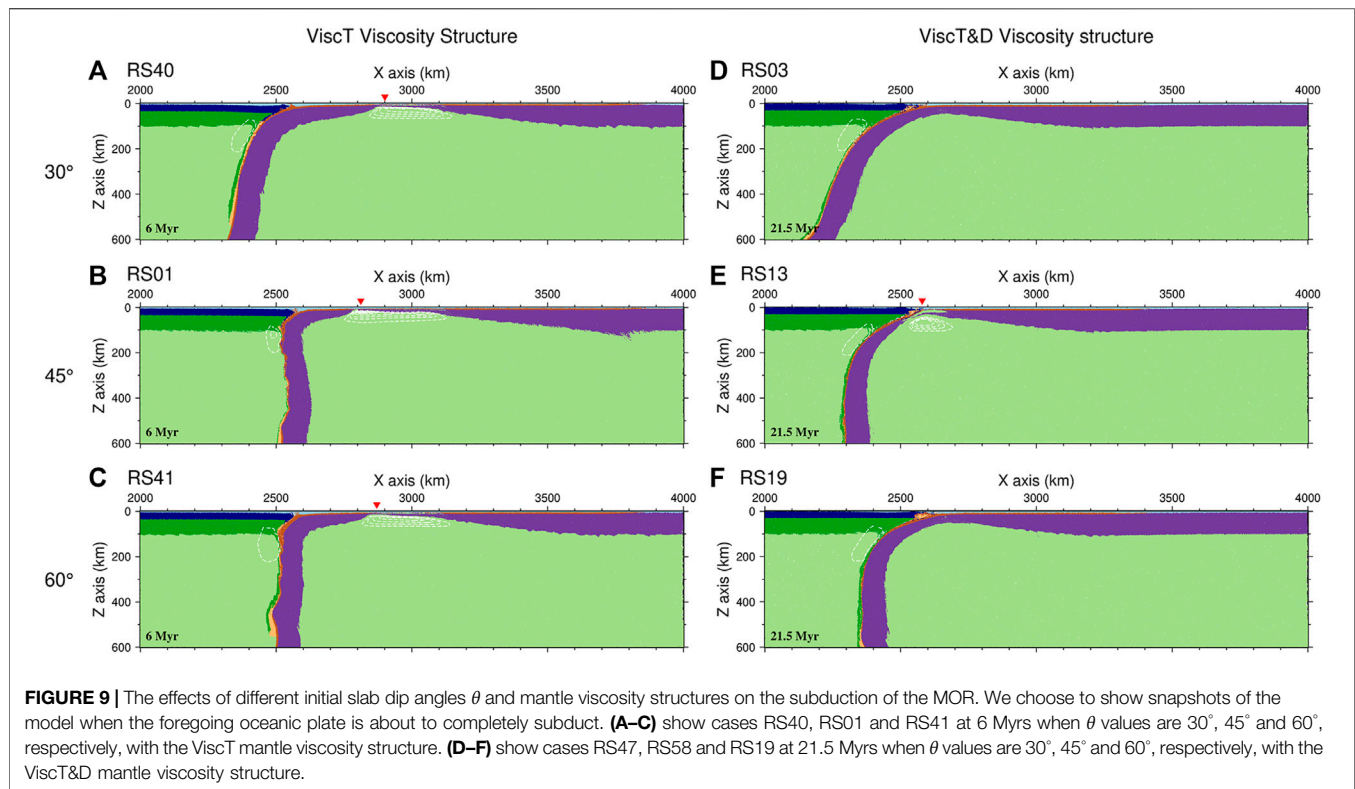 ViscT Viscosity Structure
ViscT&D Viscosity structure
A RS40
X axis (km)
2000 2500 3000 3500 4000
30°
Z axis (km)
0
200
400
600
6 Myr
D RS03
X axis (km)
2000 2500 3000 3500 4000
Z axis (km)
0
200
400
600
21.5 Myr
B RS01
X axis (km)
2000 2500 3000 3500 4000
45°
Z axis (km)
0
200
400
600
6 Myr
E RS13
X axis (km)
2000 2500 3000 3500 4000
Z axis (km)
0
200
400
600
21.5 Myr
C RS41
X axis (km)
2000 2500 3000 3500 4000
60°
Z axis (km)
0
200
400
600
6 Myr
F RS19
X axis (km)
2000 2500 3000 3500 4000
Z axis (km)
0
200
400
600
21.5 Myr
FIGURE 9 | The effects of different initial slab dip angles θ and mantle viscosity structures on the subduction of the MOR. We choose to show snapshots of the
model when the foregoing oceanic plate is about to completely subduct. (A–C) show cases RS40, RS01 and RS41 at 6 Myrs when θ values are 30°, 45° and 60°,
respectively, with the ViscT mantle viscosity structure. (D–F) show cases RS47, RS58 and RS19 at 21.5 Myrs when θ values are 30°, 45° and 60°, respectively, with the
ViscT&D mantle viscosity structure.